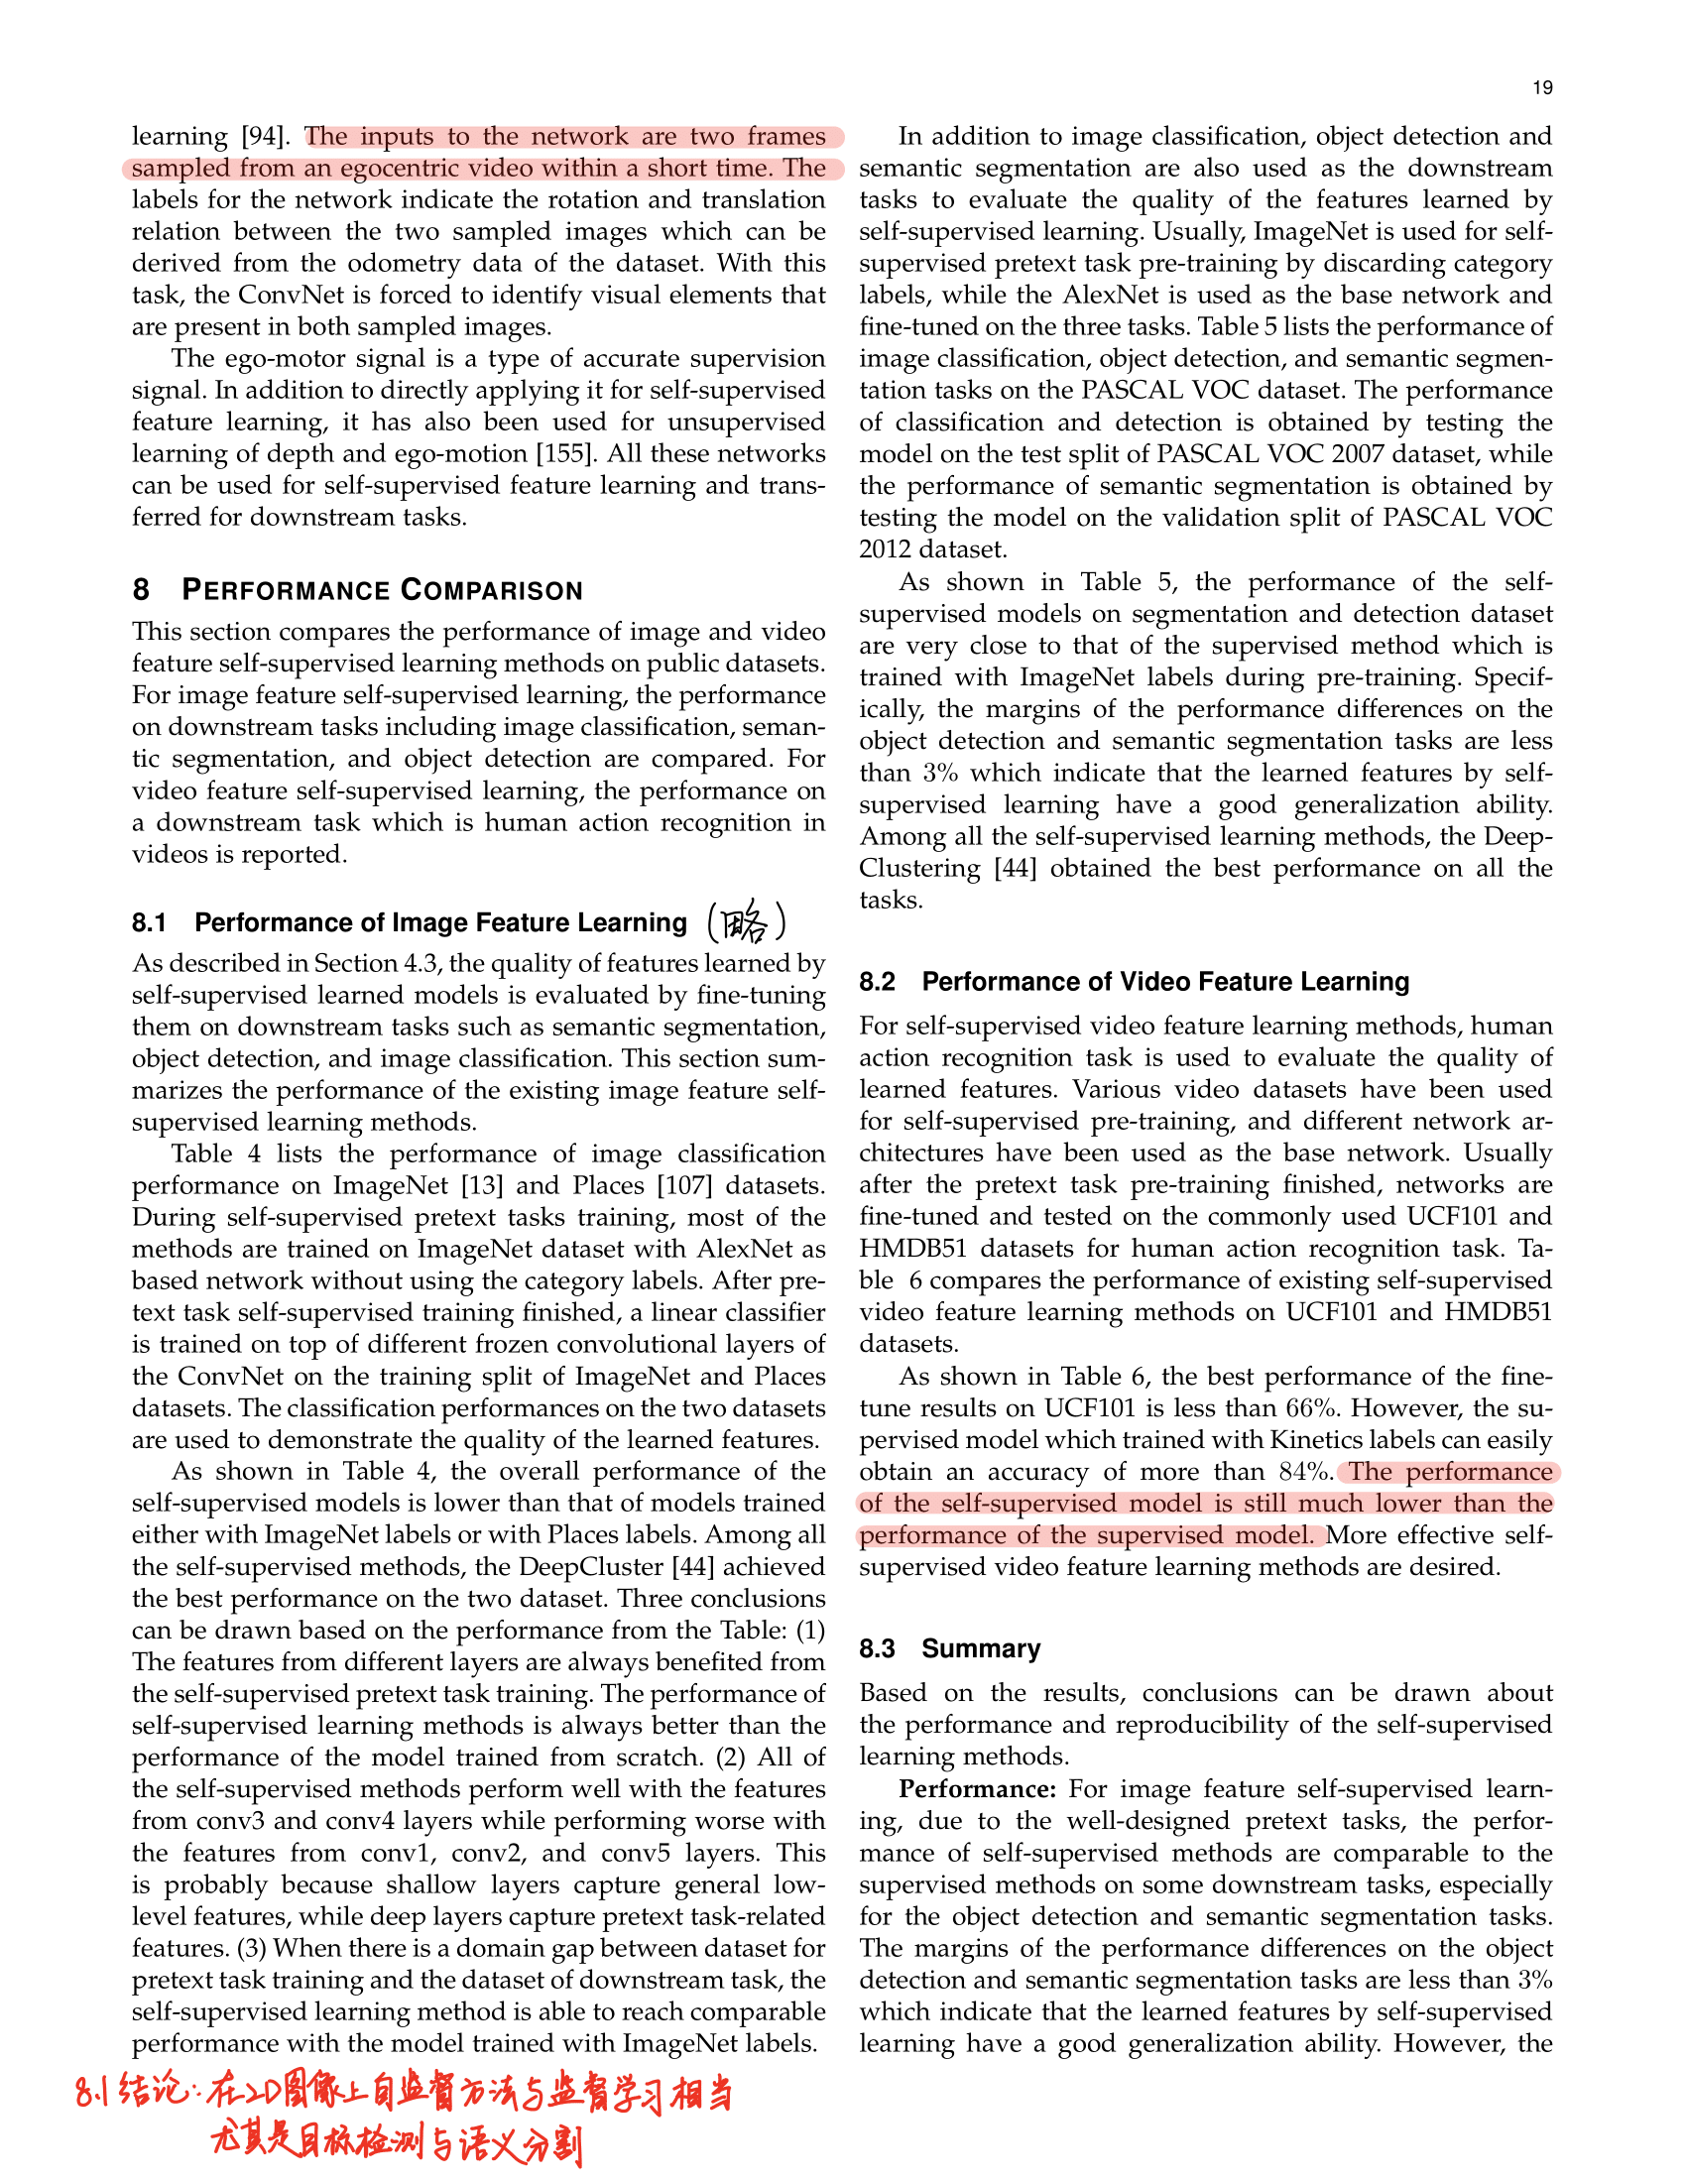 19
learning [94]. The inputs to the network are two frames
sampled from an egocentric video within a short time. The
labels for the network indicate the rotation and translation
relation between the two sampled images which can be
derived from the odometry data of the dataset. With this
task, the ConvNet is forced to identify visual elements that
are present in both sampled images.
The ego-motor signal is a type of accurate supervision
signal. In addition to directly applying it for self-supervised
feature learning, it has also been used for unsupervised
learning of depth and ego-motion [155]. All these networks
can be used for self-supervised feature learning and trans-
ferred for downstream tasks.
8 PERFORMANCE COMPARISON
This section compares the performance of image and video
feature self-supervised learning methods on public datasets.
For image feature self-supervised learning, the performance
on downstream tasks including image classification, seman-
tic segmentation, and object detection are compared. For
video feature self-supervised learning, the performance on
a downstream task which is human action recognition in
videos is reported.
8.1 Performance of Image Feature Learning (略)
As described in Section 4.3, the quality of features learned by
self-supervised learned models is evaluated by fine-tuning
them on downstream tasks such as semantic segmentation,
object detection, and image classification. This section sum-
marizes the performance of the existing image feature self-
supervised learning methods.
Table 4 lists the performance of image classification
performance on ImageNet [13] and Places [107] datasets.
During self-supervised pretext tasks training, most of the
methods are trained on ImageNet dataset with AlexNet as
based network without using the category labels. After pre-
text task self-supervised training finished, a linear classifier
is trained on top of different frozen convolutional layers of
the ConvNet on the training split of ImageNet and Places
datasets. The classification performances on the two datasets
are used to demonstrate the quality of the learned features.
As shown in Table 4, the overall performance of the
self-supervised models is lower than that of models trained
either with ImageNet labels or with Places labels. Among all
the self-supervised methods, the DeepCluster [44] achieved
the best performance on the two dataset. Three conclusions
can be drawn based on the performance from the Table: (1)
The features from different layers are always benefited from
the self-supervised pretext task training. The performance of
self-supervised learning methods is always better than the
performance of the model trained from scratch. (2) All of
the self-supervised methods perform well with the features
from conv3 and conv4 layers while performing worse with
the features from conv1, conv2, and conv5 layers. This
is probably because shallow layers capture general low-
level features, while deep layers capture pretext task-related
features. (3) When there is a domain gap between dataset for
pretext task training and the dataset of downstream task, the
self-supervised learning method is able to reach comparable
performance with the model trained with ImageNet labels.
8.1 结论: 在2D图像上自监督方法与监督学习相当
尤其是目标检测与语义分割
In addition to image classification, object detection and
semantic segmentation are also used as the downstream
tasks to evaluate the quality of the features learned by
self-supervised learning. Usually, ImageNet is used for self-
supervised pretext task pre-training by discarding category
labels, while the AlexNet is used as the base network and
fine-tuned on the three tasks. Table 5 lists the performance of
image classification, object detection, and semantic segmen-
tation tasks on the PASCAL VOC dataset. The performance
of classification and detection is obtained by testing the
model on the test split of PASCAL VOC 2007 dataset, while
the performance of semantic segmentation is obtained by
testing the model on the validation split of PASCAL VOC
2012 dataset.
As shown in Table 5, the performance of the self-
supervised models on segmentation and detection dataset
are very close to that of the supervised method which is
trained with ImageNet labels during pre-training. Specif-
ically, the margins of the performance differences on the
object detection and semantic segmentation tasks are less
than 3% which indicate that the learned features by self-
supervised learning have a good generalization ability.
Among all the self-supervised learning methods, the Deep-
Clustering [44] obtained the best performance on all the
tasks.
8.2 Performance of Video Feature Learning
For self-supervised video feature learning methods, human
action recognition task is used to evaluate the quality of
learned features. Various video datasets have been used
for self-supervised pre-training, and different network ar-
chitectures have been used as the base network. Usually
after the pretext task pre-training finished, networks are
fine-tuned and tested on the commonly used UCF101 and
HMDB51 datasets for human action recognition task. Ta-
ble 6 compares the performance of existing self-supervised
video feature learning methods on UCF101 and HMDB51
datasets.
As shown in Table 6, the best performance of the fine-
tune results on UCF101 is less than 66%. However, the su-
pervised model which trained with Kinetics labels can easily
obtain an accuracy of more than 84%. The performance
of the self-supervised model is still much lower than the
performance of the supervised model. More effective self-
supervised video feature learning methods are desired.
8.3 Summary
Based on the results, conclusions can be drawn about
the performance and reproducibility of the self-supervised
learning methods.
Performance: For image feature self-supervised learn-
ing, due to the well-designed pretext tasks, the perfor-
mance of self-supervised methods are comparable to the
supervised methods on some downstream tasks, especially
for the object detection and semantic segmentation tasks.
The margins of the performance differences on the object
detection and semantic segmentation tasks are less than 3%
which indicate that the learned features by self-supervised
learning have a good generalization ability. However, the